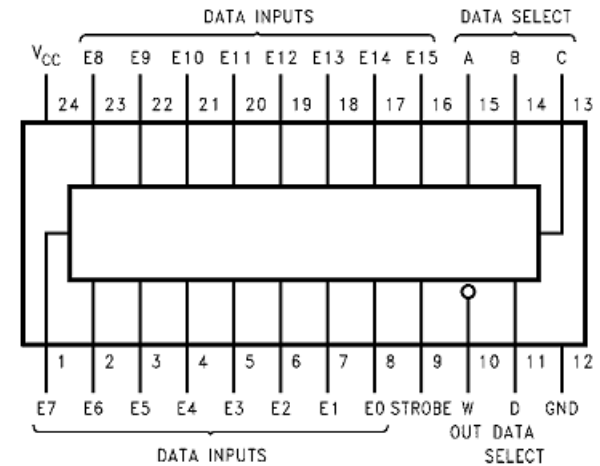 DATA INPUTS DATA SELECT
VCC E8 E9 E10 E11 E12 E13 E14 E15 A B C
24 23 22 21 20 19 18 17 16 15 14 13
1 2 3 4 5 6 7 8 9 10 11 12
E7 E6 E5 E4 E3 E2 E1 E0 STROBE W D GND
OUT DATA
DATA INPUTS SELECT